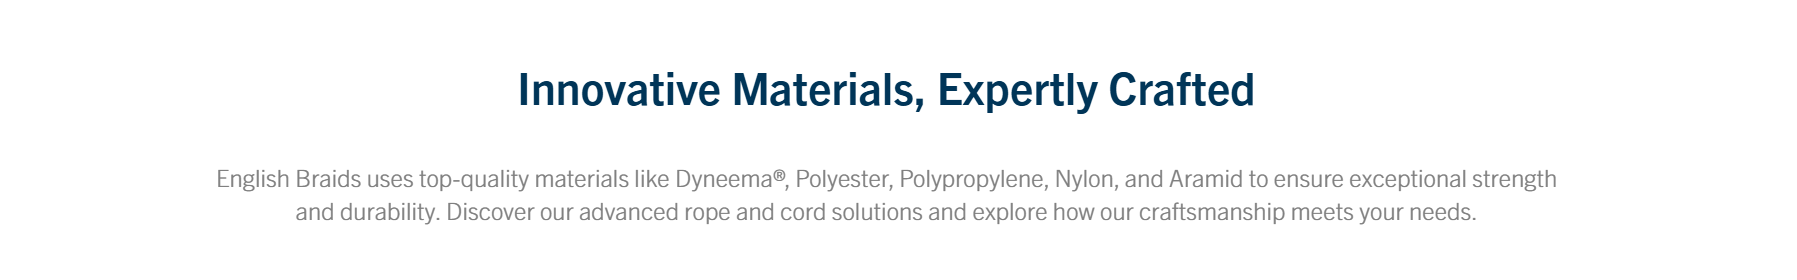 Innovative Materials, Expertly Crafted
English Braids uses top-quality materials like Dyneema®, Polyester, Polypropylene, Nylon, and Aramid to ensure exceptional strength
and durability. Discover our advanced rope and cord solutions and explore how our craftsmanship meets your needs.